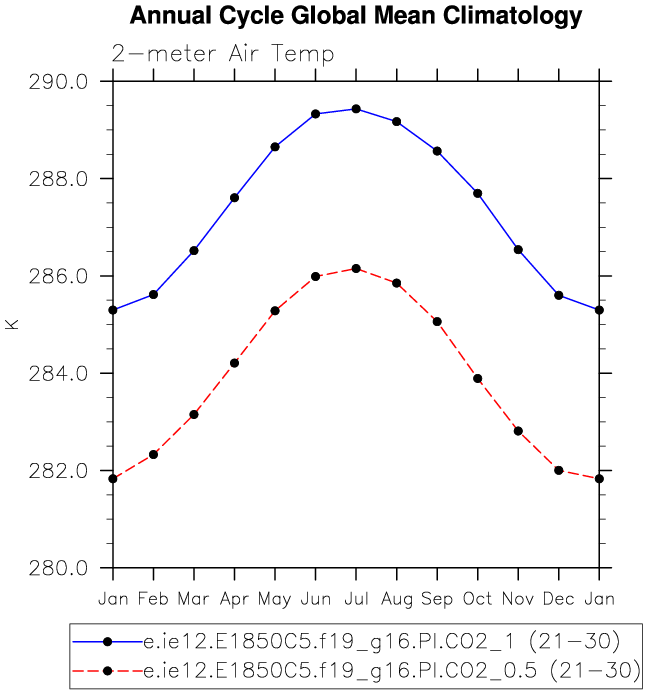 Annual Cycle Global Mean Climatology
2-meter Air Temp
290.0
288.0
286.0
284.0
282.0
280.0
K
Jan Feb Mar Apr May Jun Jul Aug Sep Oct Nov Dec Jan
e.ie12.E1850C5.f19_g16.PI.CO2_1 (21-30)
e.ie12.E1850C5.f19_g16.PI.CO2_0.5 (21-30)